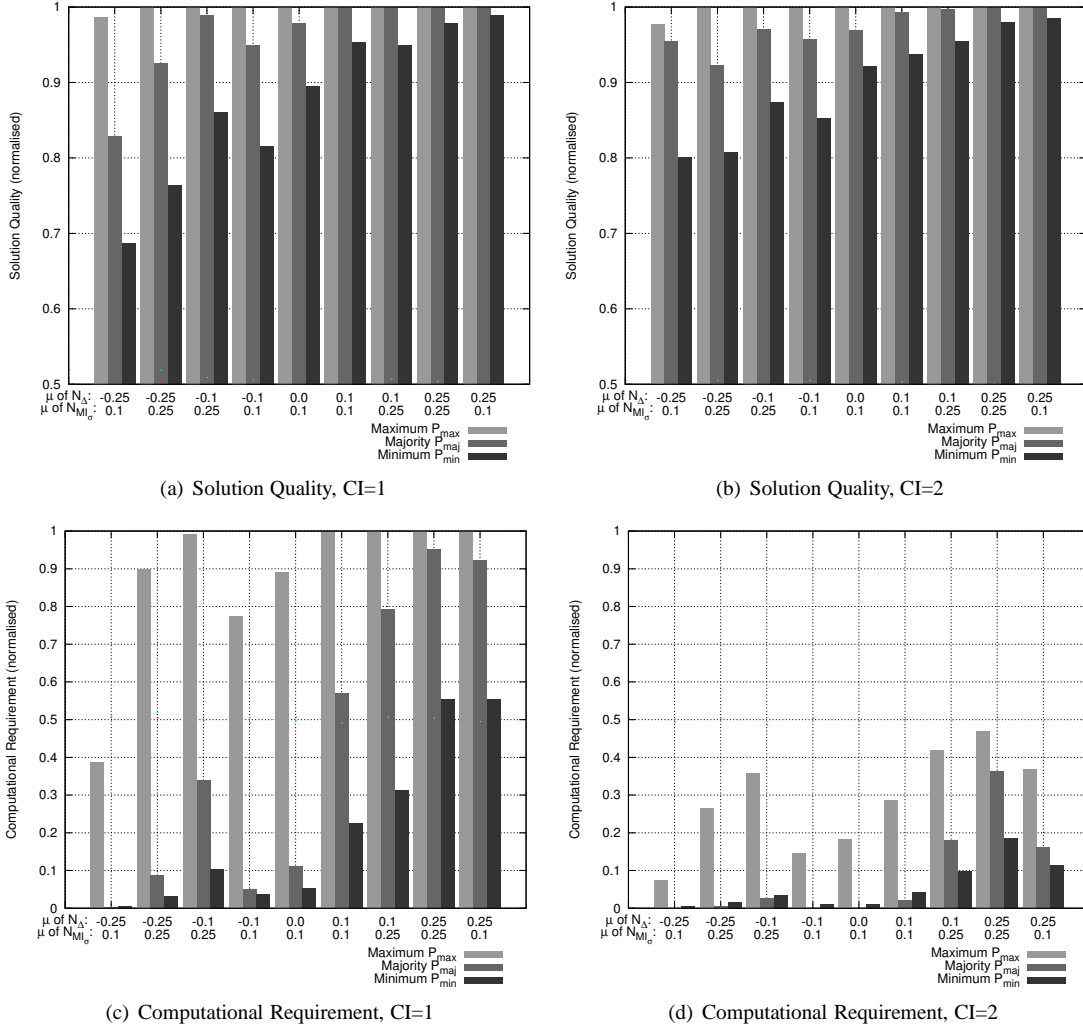 Solution Quality (normalised)
1
0.9
0.8
0.7
0.6
0.5
μ of N_Δ: -0.25 -0.25 -0.1 -0.1 0.0 0.1 0.1 0.25 0.25
μ of N_MI_σ: 0.1 0.25 0.25 0.1 0.1 0.1 0.25 0.25 0.1
Maximum P_max
Majority P_maj
Minimum P_min
(a) Solution Quality, CI=1
Solution Quality (normalised)
1
0.9
0.8
0.7
0.6
0.5
μ of N_Δ: -0.25 -0.25 -0.1 -0.1 0.0 0.1 0.1 0.25 0.25
μ of N_MI_σ: 0.1 0.25 0.25 0.1 0.1 0.1 0.25 0.25 0.1
Maximum P_max
Majority P_maj
Minimum P_min
(b) Solution Quality, CI=2
Computational Requirement (normalised)
1
0.9
0.8
0.7
0.6
0.5
0.4
0.3
0.2
0.1
0
μ of N_Δ: -0.25 -0.25 -0.1 -0.1 0.0 0.1 0.1 0.25 0.25
μ of N_MI_σ: 0.1 0.25 0.25 0.1 0.1 0.1 0.25 0.25 0.1
Maximum P_max
Majority P_maj
Minimum P_min
(c) Computational Requirement, CI=1
Computational Requirement (normalised)
1
0.9
0.8
0.7
0.6
0.5
0.4
0.3
0.2
0.1
0
μ of N_Δ: -0.25 -0.25 -0.1 -0.1 0.0 0.1 0.1 0.25 0.25
μ of N_MI_σ: 0.1 0.25 0.25 0.1 0.1 0.1 0.25 0.25 0.1
Maximum P_max
Majority P_maj
Minimum P_min
(d) Computational Requirement, CI=2